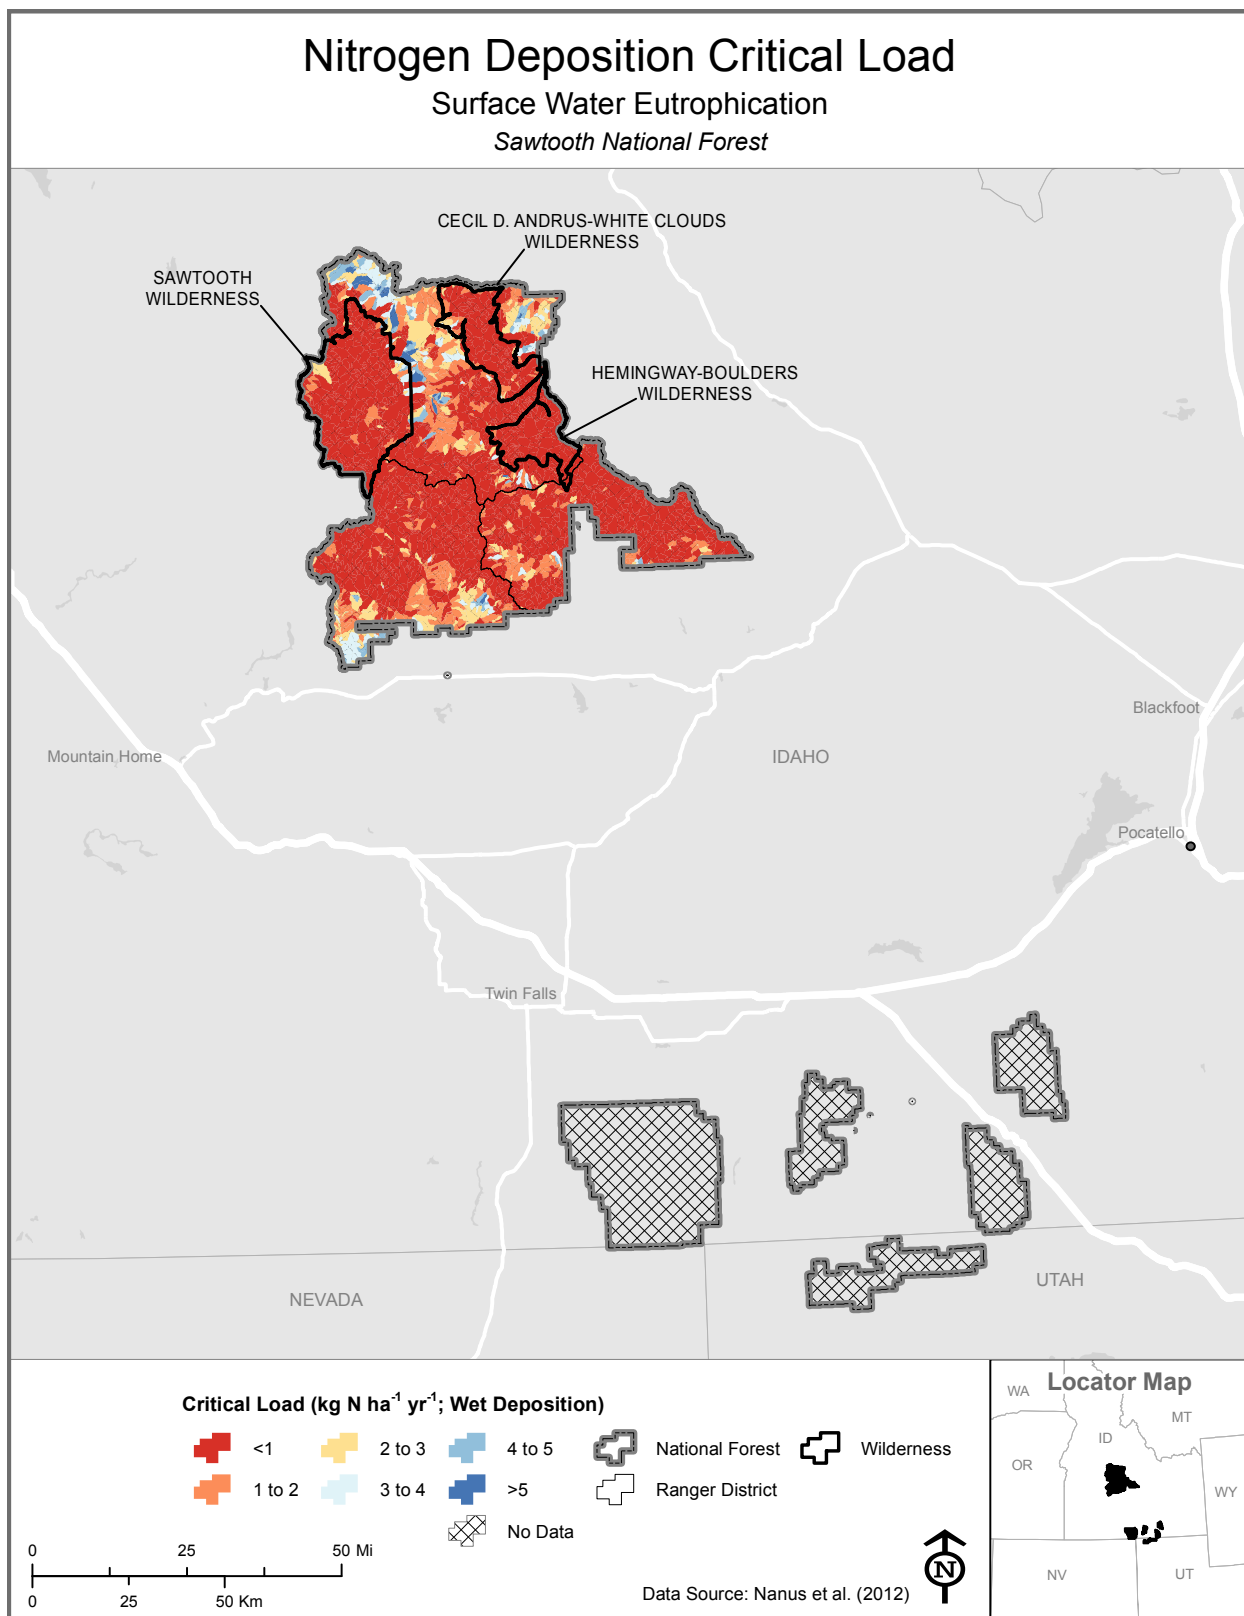 Nitrogen Deposition Critical Load
Surface Water Eutrophication
Sawtooth National Forest
CECIL D. ANDRUS-WHITE CLOUDS
WILDERNESS
SAWTOOTH
WILDERNESS
HEMINGWAY-BOULDERS
WILDERNESS
Blackfoot
Mountain Home
IDAHO
Pocatello
Twin Falls
UTAH
NEVADA
Critical Load (kg N ha⁻¹ yr⁻¹; Wet Deposition)
<1
2 to 3
4 to 5
National Forest
Wilderness
1 to 2
3 to 4
>5
Ranger District
No Data
0 25 50 Mi
0 25 50 Km
N
Data Source: Nanus et al. (2012)
Locator Map
WA
MT
ID
OR
WY
NV
UT